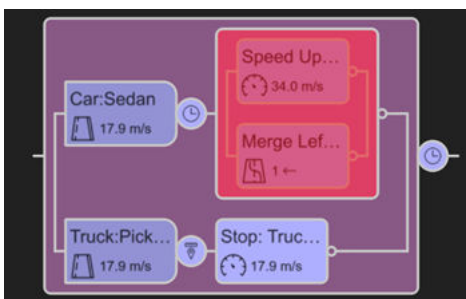 Speed Up...
34.0 m/s
Car:Sedan
17.9 m/s
Merge Lef...
1 ←
Truck:Pick...
17.9 m/s
Stop: Truc...
17.9 m/s